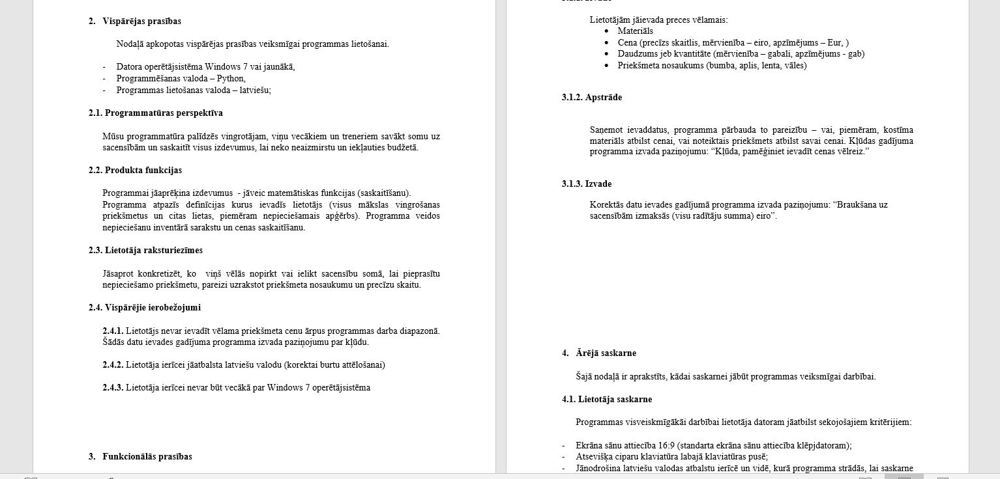 2. Vispārējas prasības
Nodaļā apkopotas vispārējas prasības veiksmīgai programmas lietošanai.
- Datora operētājsistēma Windows 7 vai jaunākā,
- Programmēšanas valoda – Python,
- Programmas lietošanas valoda – latviešu;
2.1. Programmatūras perspektīva
Mūsu programmatūra palīdzēs vingrotājam, viņu vecākiem un treneriem savākt somu uz
sacensībām un saskaitīt visus izdevumus, lai neko neaizmirstu un iekļauties budžetā.
2.2. Produkta funkcijas
Programmai jāaprēķina izdevumus - jāveic matemātiskas funkcijas (saskaitīšanu).
Programma atpazīs definīcijas kurus ievadīs lietotājs (visus mākslas vingrošanas
priekšmetus un citas lietas, piemēram nepieciešamais apģērbs). Programma veidos
nepieciešanu inventārā sarakstu un cenas saskaitīšanu.
2.3. Lietotāja raksturiezīmes
Jāsaprot konkretizēt, ko viņš vēlās nopirkt vai ielikt sacensību somā, lai pieprasītu
nepieciešamo priekšmetu, pareizi uzrakstot priekšmeta nosaukumu un precīzu skaitu.
2.4. Vispārējie ierobežojumi
2.4.1. Lietotājs nevar ievadīt vēlama priekšmeta cenu ārpus programmas darba diapazonā.
Šādās datu ievades gadījuma programma izvada paziņojumu par kļūdu.
2.4.2. Lietotāja ierīcei jāatbalsta latviešu valodu (korektai burtu attēlošanai)
2.4.3. Lietotāja ierīcei nevar būt vecākā par Windows 7 operētājsistēma
3. Funkcionālās prasības
Lietotājām jāievada preces vēlamais:
• Materiāls
• Cena (precīzs skaitlis, mērvienība – eiro, apzīmējums – Eur, )
• Daudzums jeb kvantitāte (mērvienība – gabali, apzīmējums - gab)
• Priekšmeta nosaukums (bumba, aplis, lenta, vāles)
3.1.2. Apstrāde
Saņemot ievaddatus, programma pārbauda to pareizību – vai, piemēram, kostīma
materiāls atbilst cenai, vai noteiktais priekšmets atbilst savai cenai. Kļūdas gadījuma
programma izvada paziņojumu: “Kļūda, pamēģiniet ievadīt cenas vēlreiz.”
3.1.3. Izvade
Korektās datu ievades gadījumā programma izvada paziņojumu: “Braukšana uz
sacensībām izmaksās (visu radītāju summa) eiro”.
4. Ārējā saskarne
Šajā nodaļā ir aprakstīts, kādai saskarnei jābūt programmas veiksmīgai darbībai.
4.1. Lietotāja saskarne
Programmas visveiskmīgākāi darbībai lietotāja datoram jāatbilst sekojošajiem kritērijiem:
- Ekrāna sānu attiecība 16:9 (standarta ekrāna sānu attiecība klēpjdatoram);
- Atsevišķa ciparu klaviatūra labajā klaviatūras pusē;
- Jānodrošina latviešu valodas atbalstu ierīcē un vidē, kurā programma strādās, lai saskarne